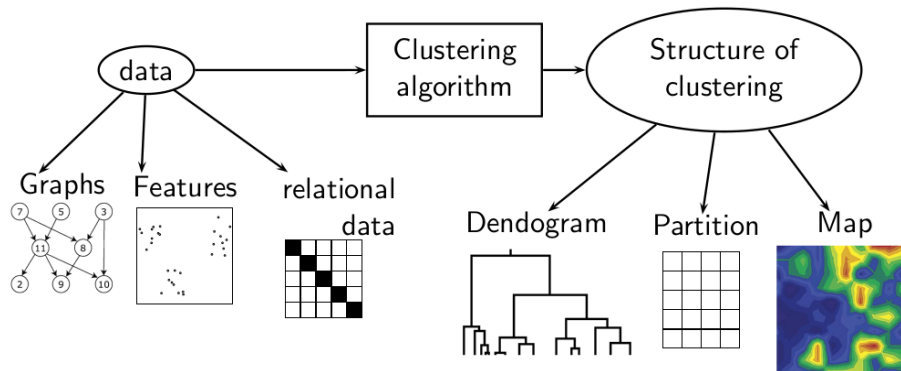 data
Clustering
algorithm
Structure of
clustering
Graphs
Features
relational
data
Dendogram
Partition
Map
7 5 3
11 8
2 9 10